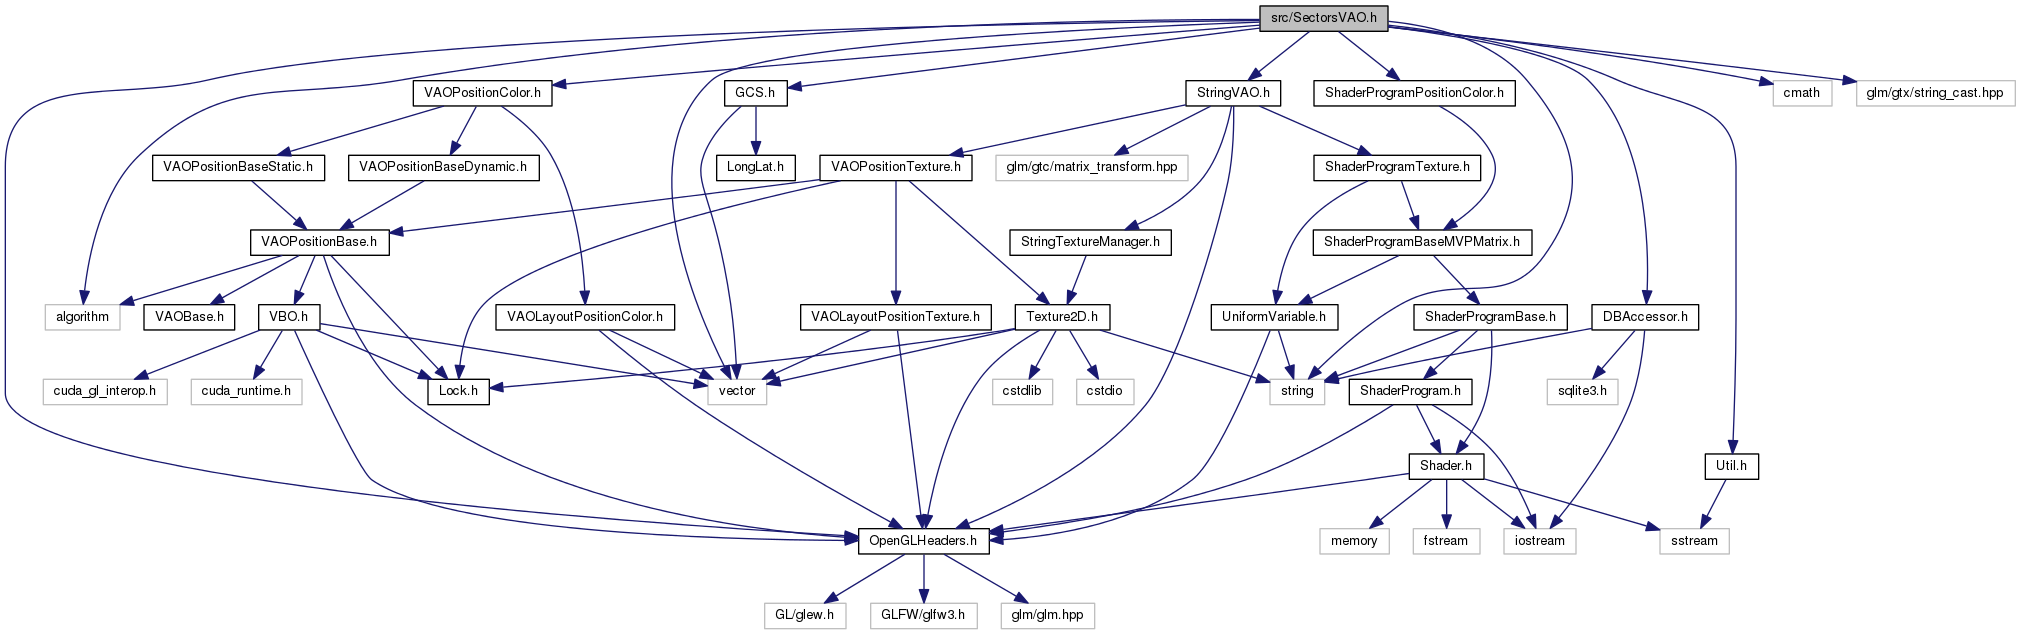 src/SectorsVAO.h
VAOPositionColor.h
GCS.h
StringVAO.h
ShaderProgramPositionColor.h
cmath
glm/gtx/string_cast.hpp
VAOPositionBaseStatic.h
VAOPositionBaseDynamic.h
LongLat.h
VAOPositionTexture.h
glm/gtc/matrix_transform.hpp
ShaderProgramTexture.h
VAOPositionBase.h
StringTextureManager.h
ShaderProgramBaseMVPMatrix.h
algorithm
VAOBase.h
VBO.h
VAOLayoutPositionColor.h
VAOLayoutPositionTexture.h
Texture2D.h
UniformVariable.h
ShaderProgramBase.h
DBAccessor.h
cuda_gl_interop.h
cuda_runtime.h
Lock.h
vector
cstdlib
cstdio
string
ShaderProgram.h
sqlite3.h
Shader.h
Util.h
OpenGLHeaders.h
memory
fstream
iostream
sstream
GL/glew.h
GLFW/glfw3.h
glm/glm.hpp